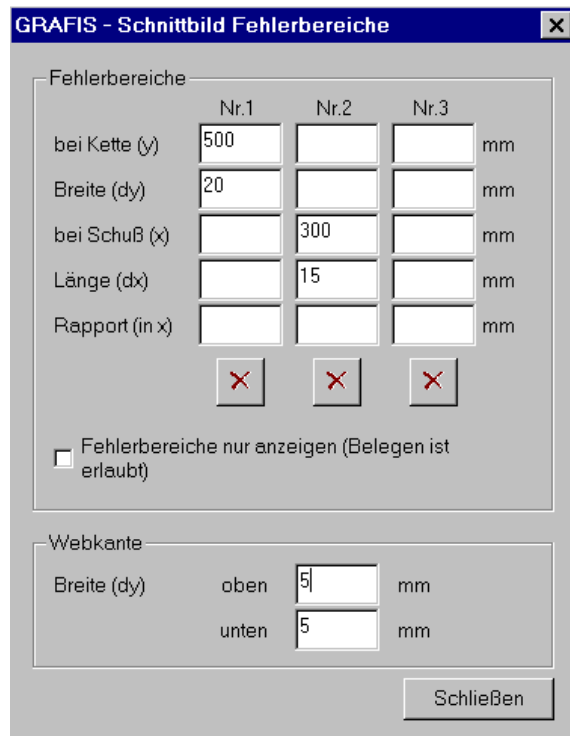 GRAFIS - Schnittbild Fehlerbereiche
Fehlerbereiche
Nr.1 Nr.2 Nr.3
bei Kette (y) 500 mm
Breite (dy) 20 mm
bei Schuß (x) 300 mm
Länge (dx) 15 mm
Rapport (in x) mm
Fehlerbereiche nur anzeigen (Belegen ist
erlaubt)
Webkante
Breite (dy) oben 5 mm
unten 5 mm
Schließen